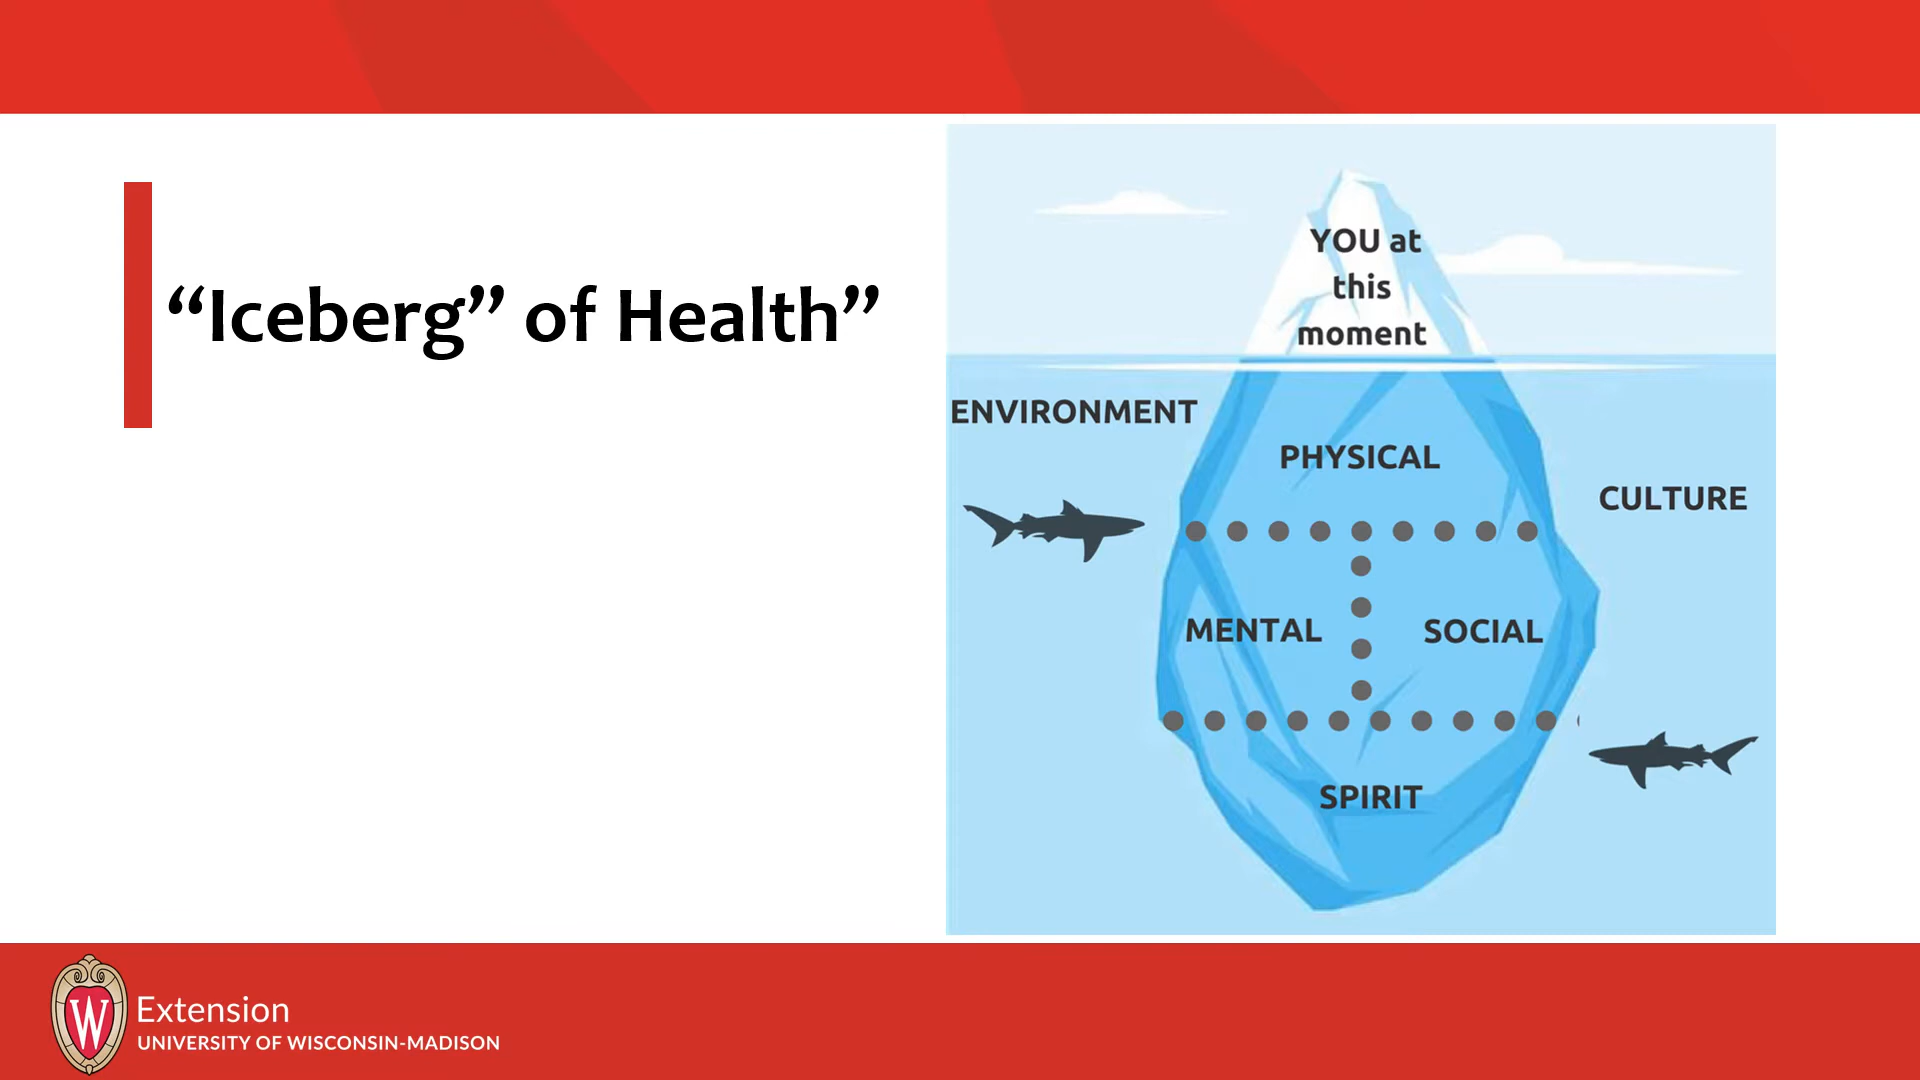 “Iceberg” of Health”
YOU at
this
moment
ENVIRONMENT
PHYSICAL
CULTURE
MENTAL
SOCIAL
SPIRIT
W
Extension
UNIVERSITY OF WISCONSIN-MADISON